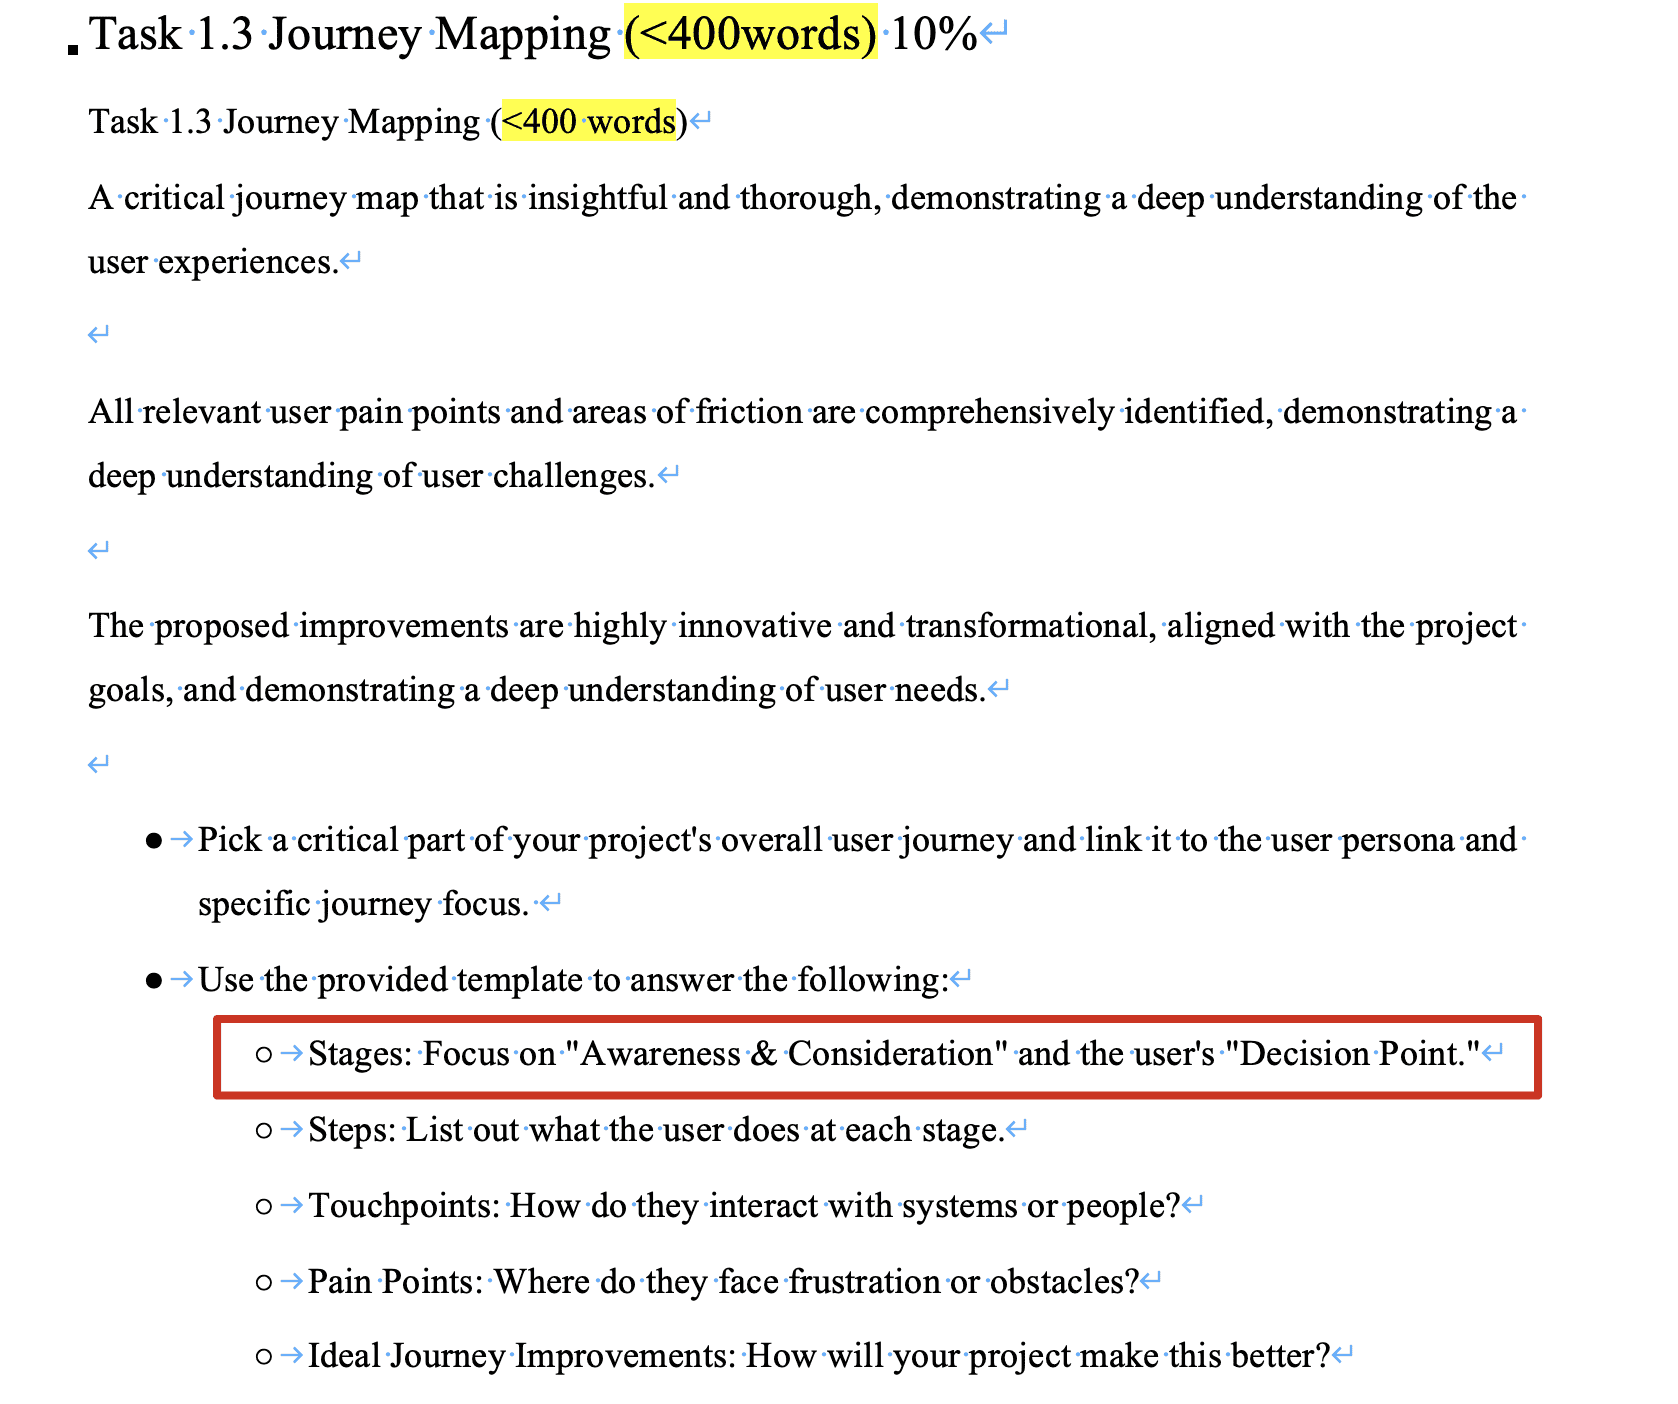 Task 1.3 Journey Mapping (<400words) 10%
Task 1.3 Journey Mapping (<400 words)
A critical journey map that is insightful and thorough, demonstrating a deep understanding of the
user experiences.
All relevant user pain points and areas of friction are comprehensively identified, demonstrating a
deep understanding of user challenges.
The proposed improvements are highly innovative and transformational, aligned with the project
goals, and demonstrating a deep understanding of user needs.
Pick a critical part of your project's overall user journey and link it to the user persona and
specific journey focus.
Use the provided template to answer the following:
Stages: Focus on "Awareness & Consideration" and the user's "Decision Point."
Steps: List out what the user does at each stage.
Touchpoints: How do they interact with systems or people?
Pain Points: Where do they face frustration or obstacles?
Ideal Journey Improvements: How will your project make this better?